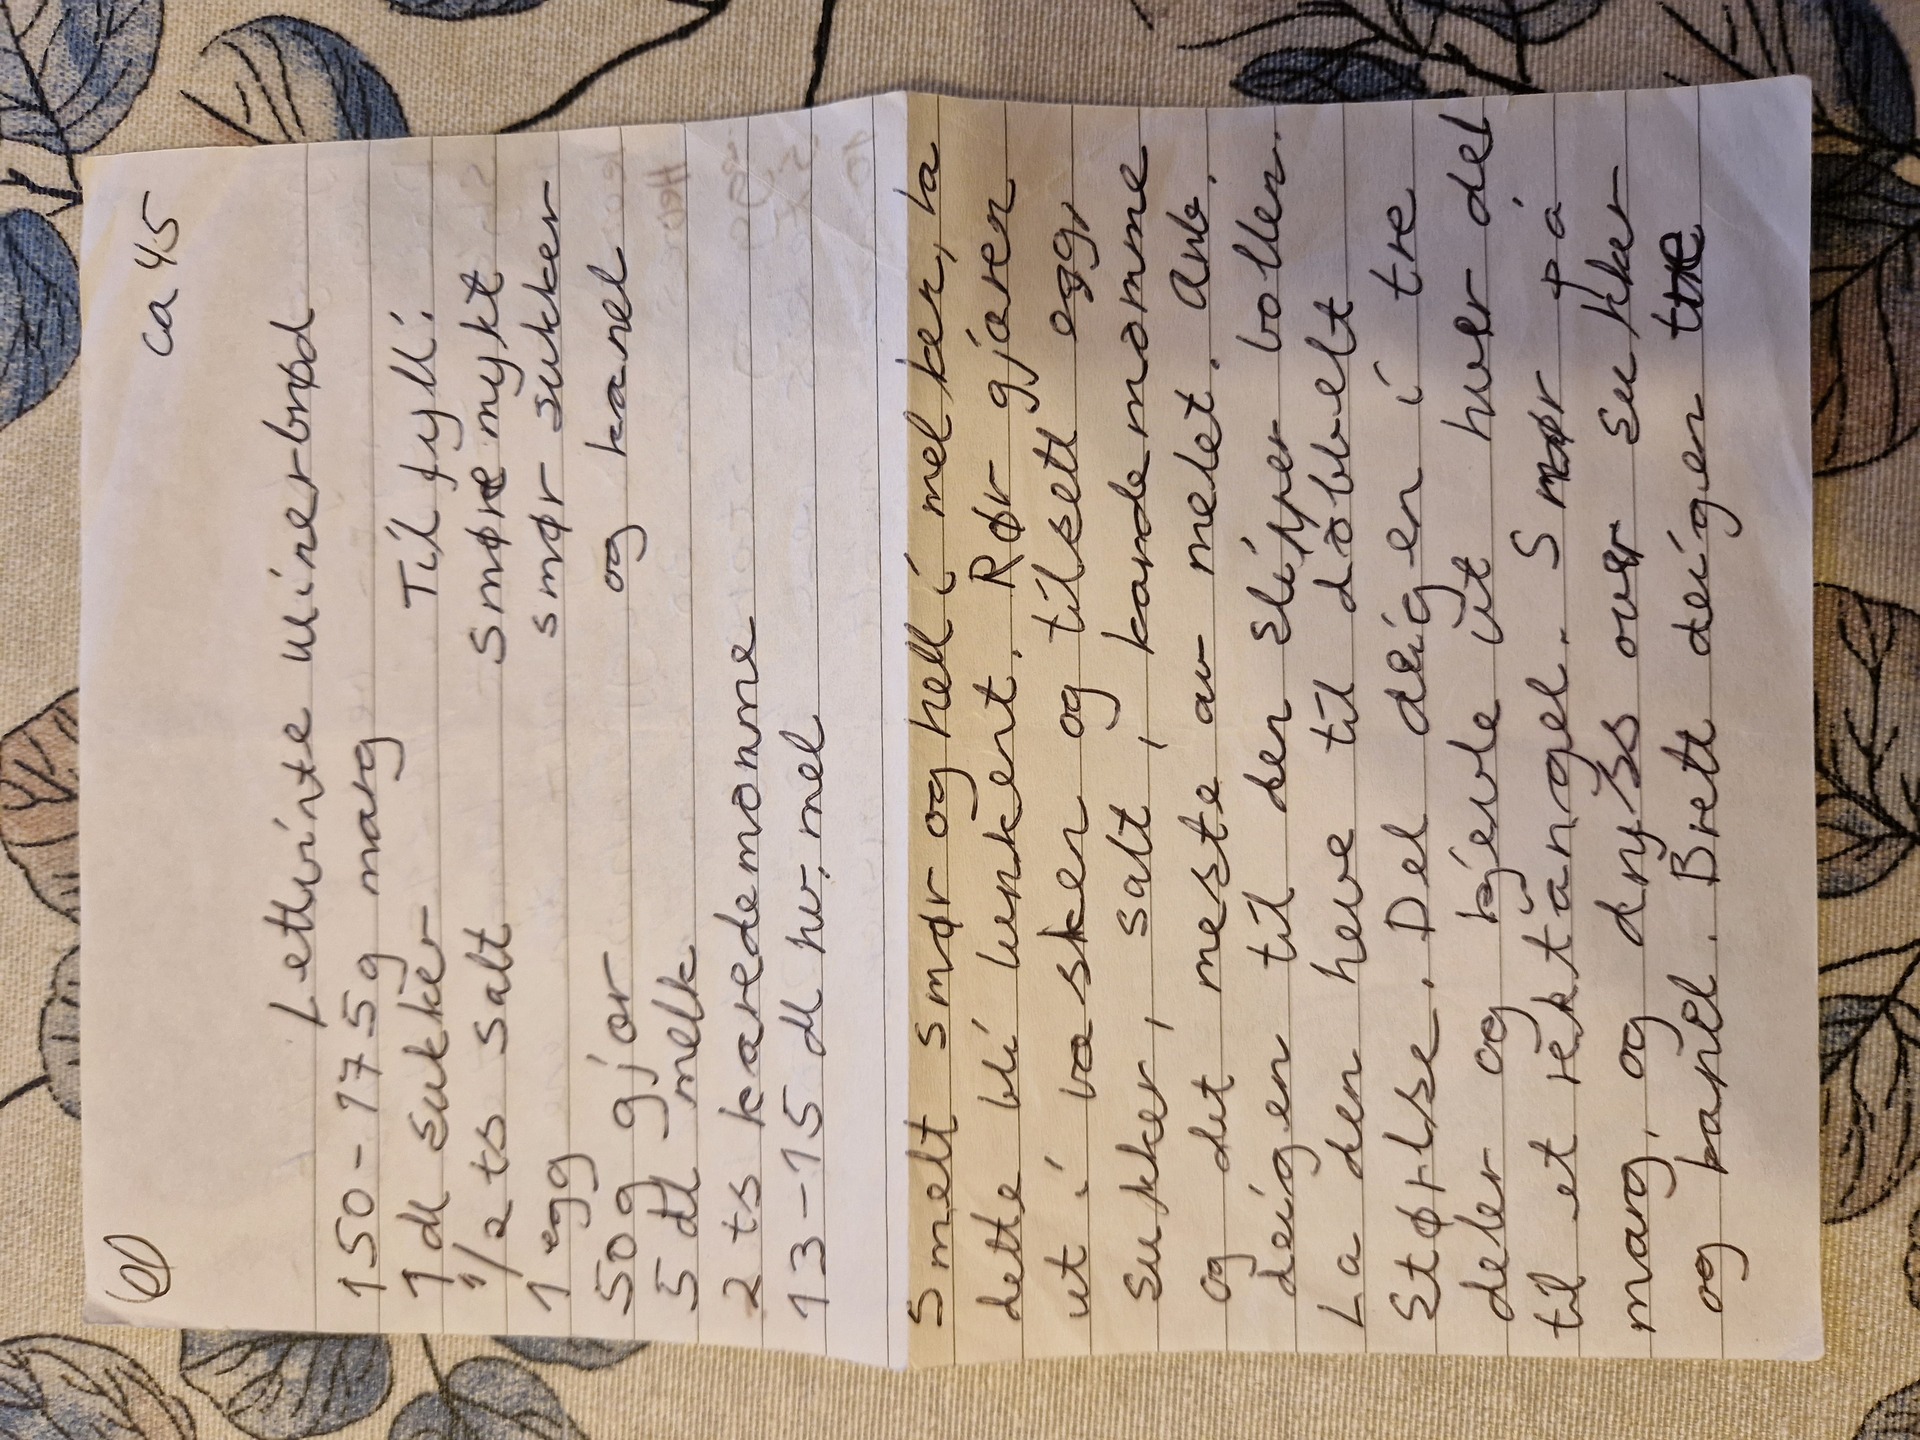 ca 45
Lettvinte wienerbrød
150-175g marg
1 dl sukker
1/2 ts salt
1 egg
50g gjær
5 dl melk
2 ts karedemomme
13-15 dl hv. mel
Til fyll:
smøre mykt
smør sukker
og kanel
Smelt smør og hell i melken, la
dette bli lunkent. Rør gjæren
ut i væsken og tilsett egg,
sukker, salt, kardemomme
og det meste av melet. Arb.
deigen til den slipper bollen.
La den heve til dobbelt
størlse. Del deigen i tre
deler og kjevle ut hver del
til et rektangel. Smør på
marg, og dryss over sukker
og kanel. Brett deigen tre